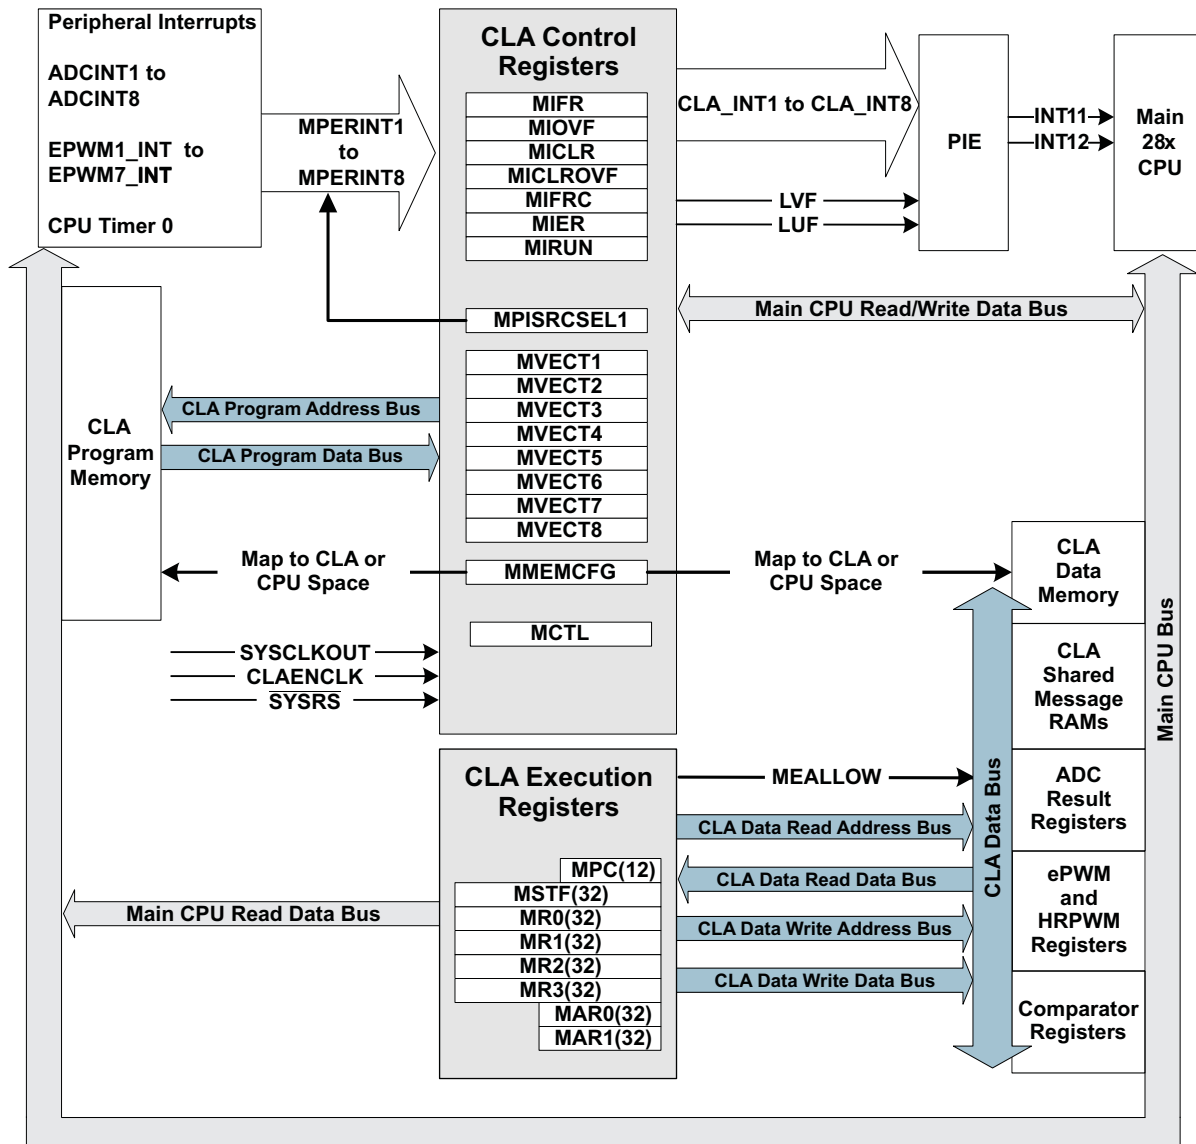 Peripheral Interrupts
ADCINT1 to
ADCINT8
EPWM1_INT to
EPWM7_INT
CPU Timer 0
MPERINT1
to
MPERINT8
CLA Control
Registers
MIFR
MIOVF
MICLR
MICLROVF
MIFRC
MIER
MIRUN
MPISRCSEL1
MVECT1
MVECT2
MVECT3
MVECT4
MVECT5
MVECT6
MVECT7
MVECT8
MMEMCFG
MCTL
CLA_INT1 to CLA_INT8
LVF
LUF
PIE
INT11
INT12
Main
28x
CPU
Main CPU Read/Write Data Bus
CLA
Program
Memory
CLA Program Address Bus
CLA Program Data Bus
Map to CLA or
CPU Space
Map to CLA or
CPU Space
SYSCLKOUT
CLAENCLK
SYSRS
CLA
Data
Memory
CLA
Shared
Message
RAMs
ADC
Result
Registers
ePWM
and
HRPWM
Registers
Comparator
Registers
Main CPU Bus
CLA Data Bus
CLA Execution
Registers
MPC(12)
MSTF(32)
MR0(32)
MR1(32)
MR2(32)
MR3(32)
MAR0(32)
MAR1(32)
MEALLOW
CLA Data Read Address Bus
CLA Data Read Data Bus
CLA Data Write Address Bus
CLA Data Write Data Bus
Main CPU Read Data Bus